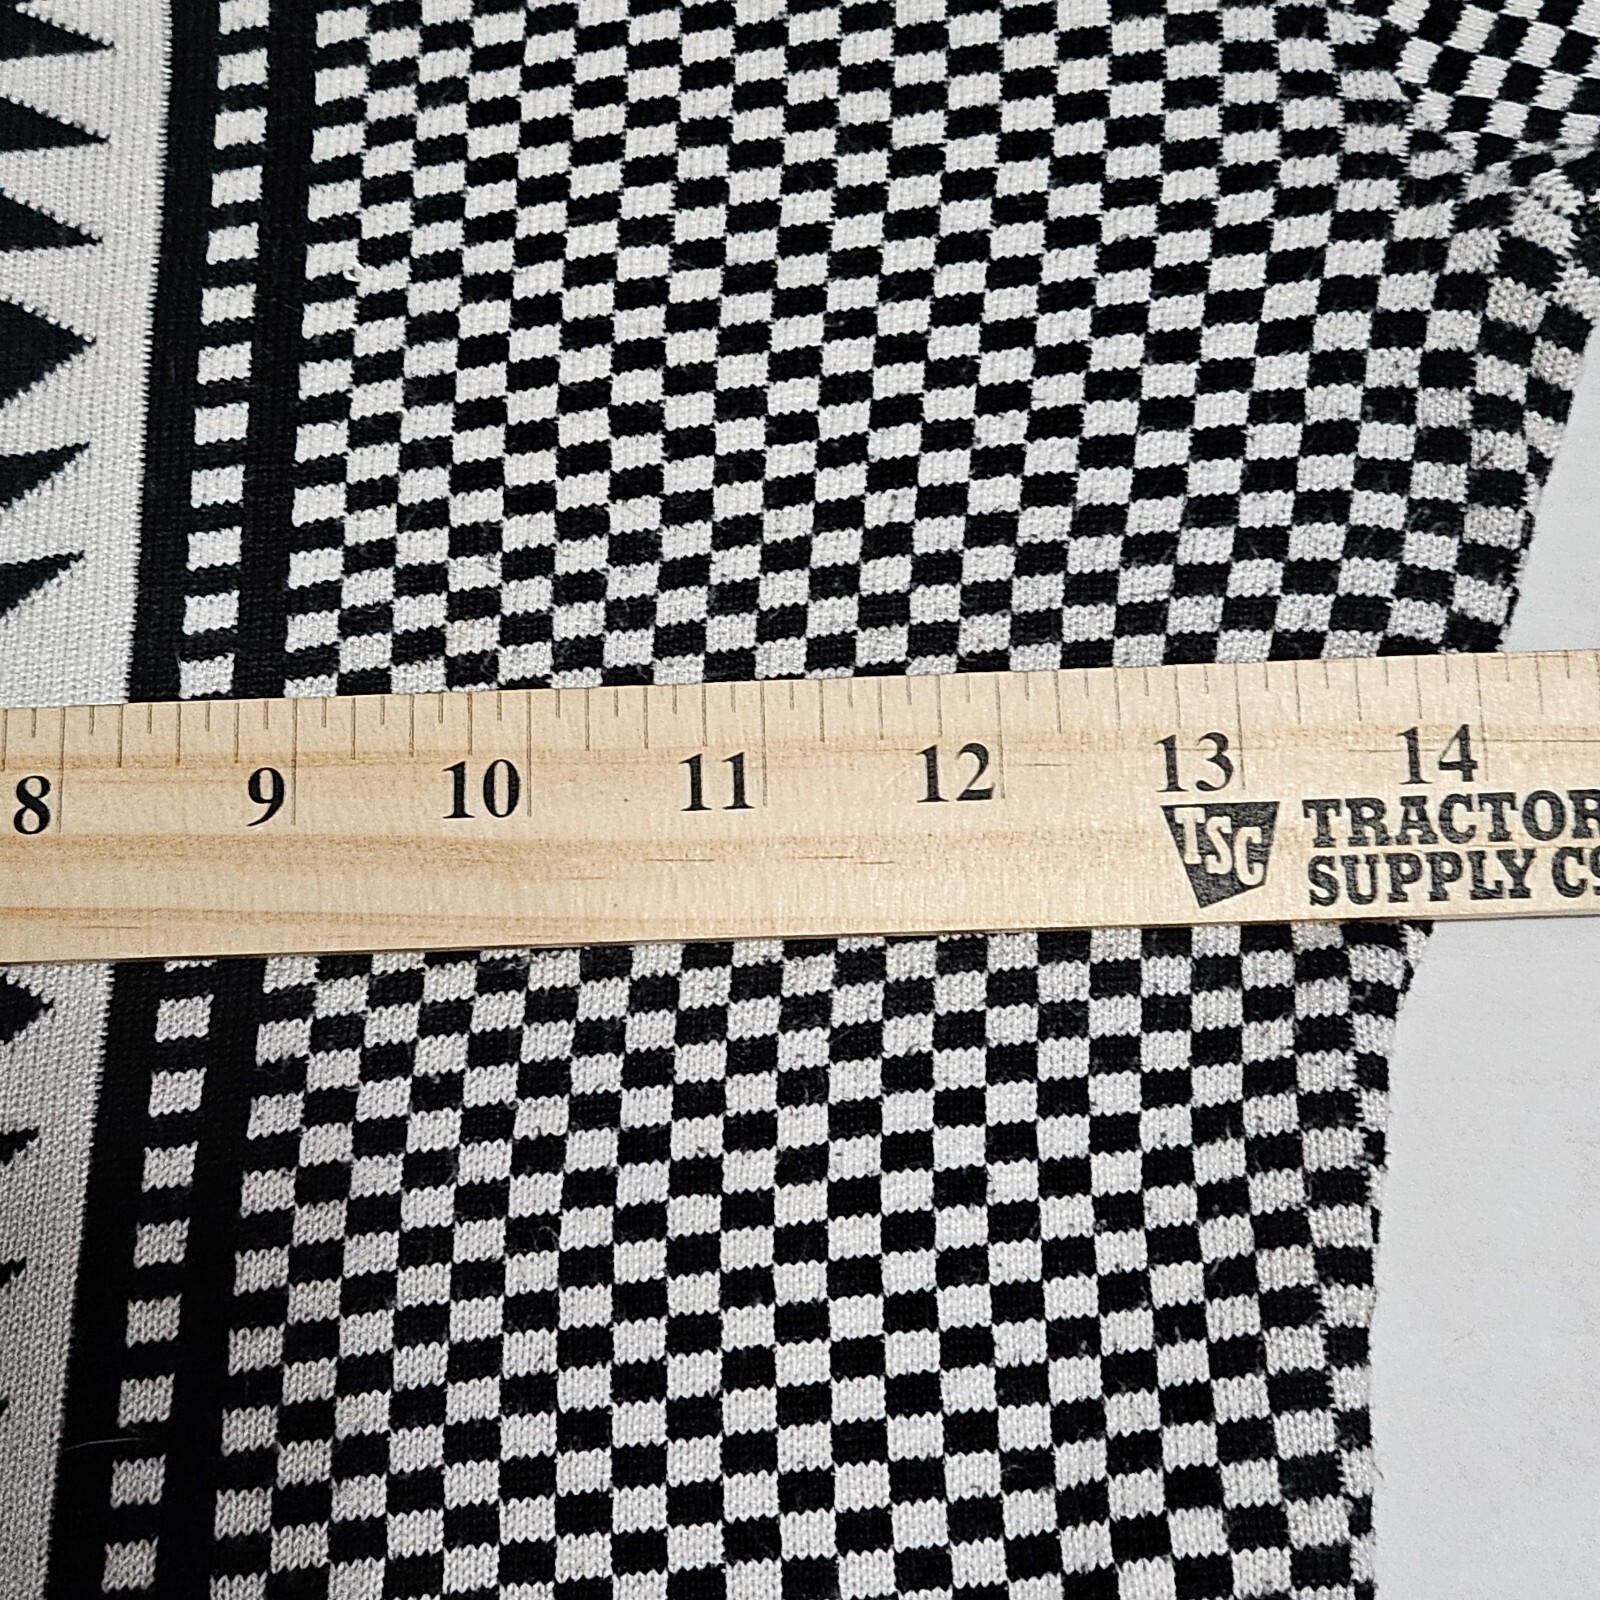 8 9 10 11 12 13 14
TSC TRACTOR
SUPPLY CO